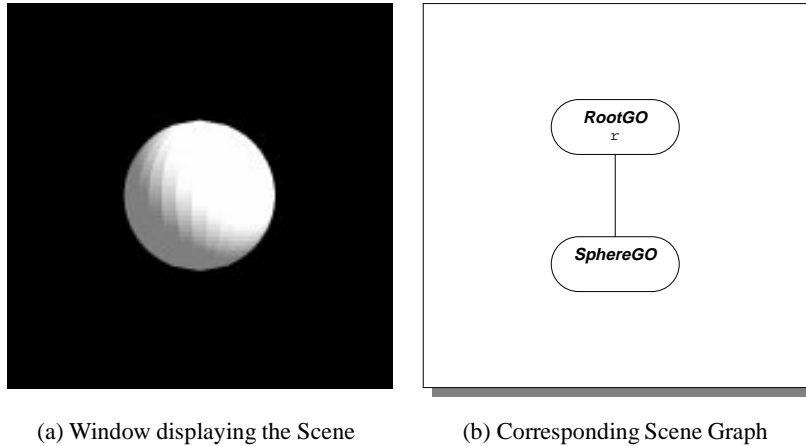 RootGO
r
SphereGO
(a) Window displaying the Scene
(b) Corresponding Scene Graph